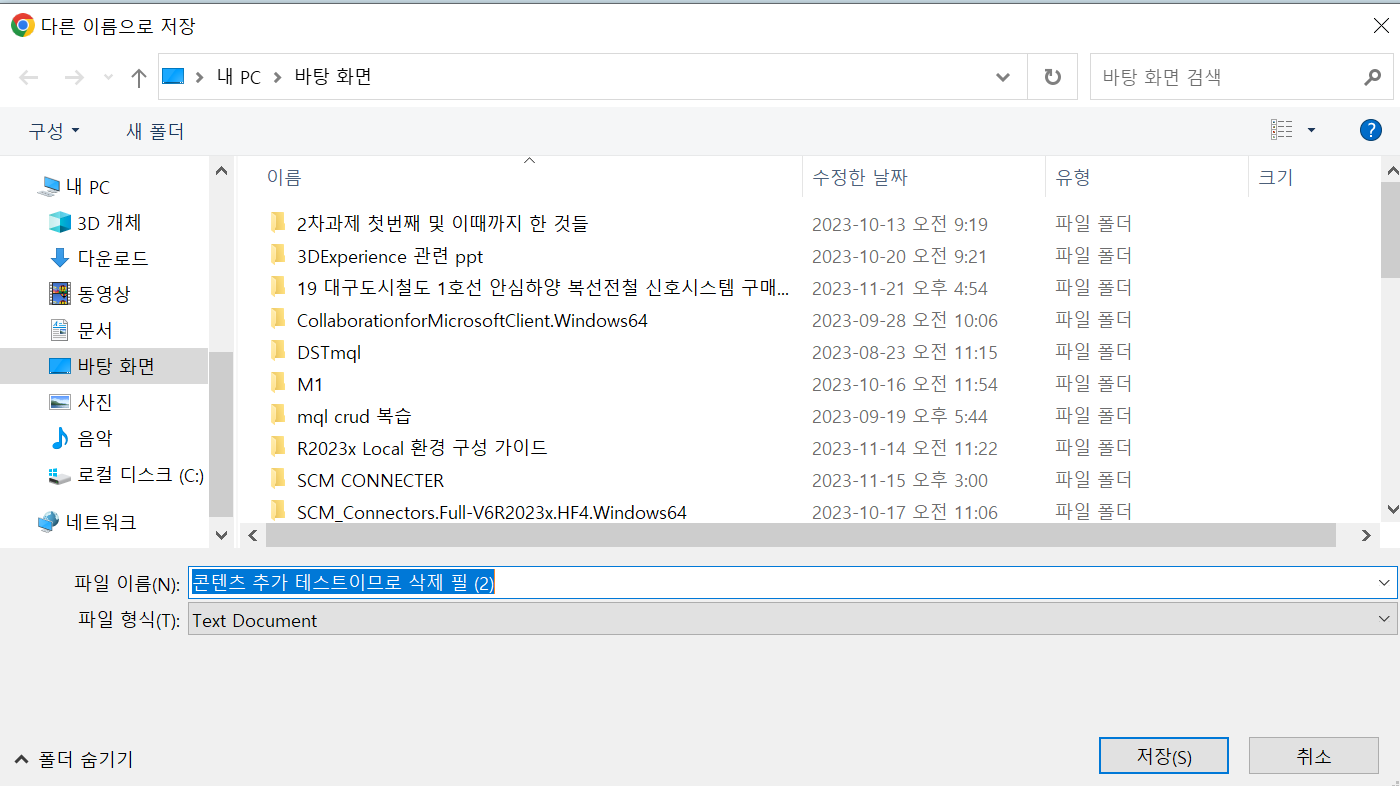 다른 이름으로 저장
내 PC > 바탕 화면
바탕 화면 검색
구성
새 폴더
내 PC
3D 개체
다운로드
동영상
문서
바탕 화면
사진
음악
로컬 디스크 (C:)
네트워크
이름 수정한 날짜 유형 크기
2차과제 첫번째 및 이때까지 한 것들 2023-10-13 오전 9:19 파일 폴더
3DExperience 관련 ppt 2023-10-20 오전 9:21 파일 폴더
19 대구도시철도 1호선 안심하양 복선전철 신호시스템 구매... 2023-11-21 오후 4:54 파일 폴더
CollaborationforMicrosoftClient.Windows64 2023-09-28 오전 10:06 파일 폴더
DSTmql 2023-08-23 오전 11:15 파일 폴더
M1 2023-10-16 오전 11:54 파일 폴더
mql crud 복습 2023-09-19 오후 5:44 파일 폴더
R2023x Local 환경 구성 가이드 2023-11-14 오전 11:22 파일 폴더
SCM CONNECTER 2023-11-15 오후 3:00 파일 폴더
SCM_Connectors.Full-V6R2023x.HF4.Windows64 2023-10-17 오전 11:06 파일 폴더
파일 이름(N): 콘텐츠 추가 테스트이므로 삭제 필 (2)
파일 형식(T): Text Document
폴더 숨기기
저장(S)
취소